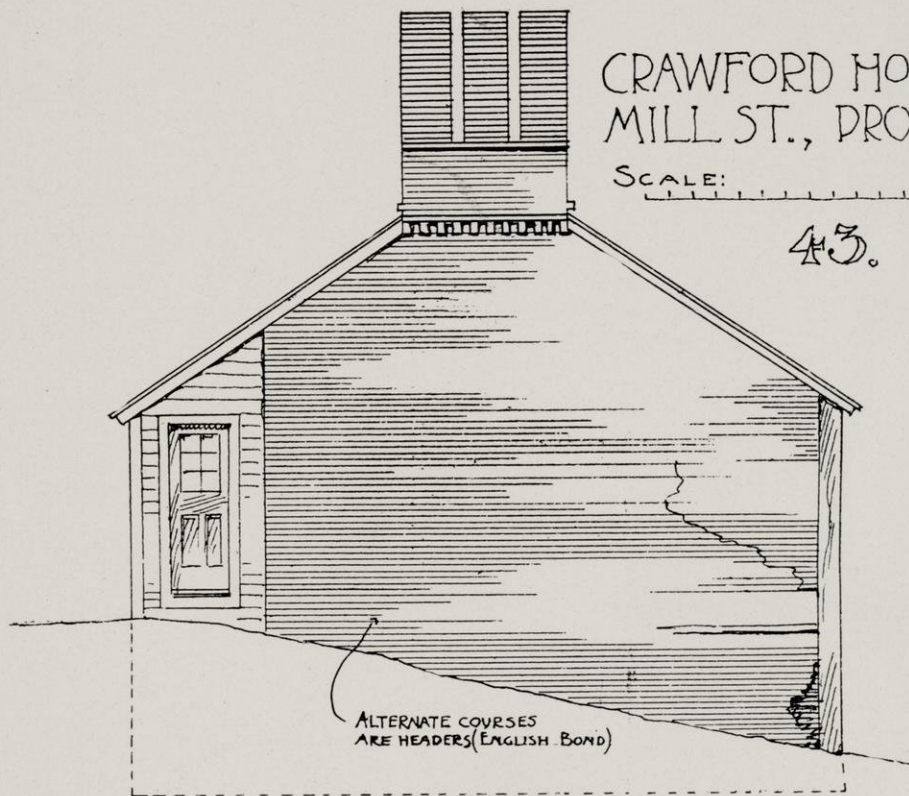 CRAWFORD HO
MILL ST., PRO
SCALE:
43.
ALTERNATE COURSES
ARE HEADERS (ENGLISH BOND)